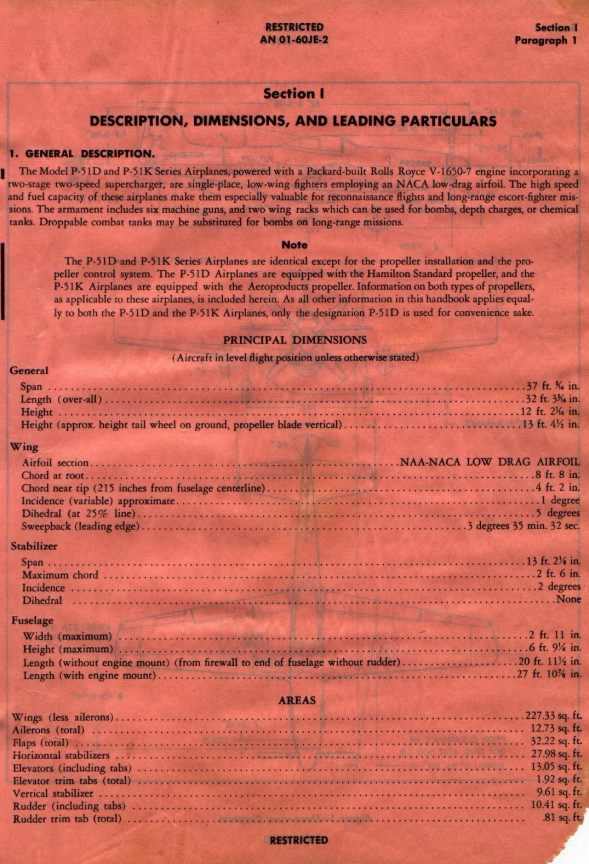 RESTRICTED
AN 01-60JE-2
Section I
Paragraph 1
Section I
DESCRIPTION, DIMENSIONS, AND LEADING PARTICULARS
1. GENERAL DESCRIPTION.
The Model P-51D and P-51K Series Airplanes, powered with a Packard-built Rolls Royce V-1650-7 engine incorporating a
two-stage two-speed supercharger, are single-place, low-wing fighters employing an NACA low-drag airfoil. The high speed
and fuel capacity of these airplanes make them especially valuable for reconnaissance flights and long-range escort-fighter mis-
sions. The armament includes six machine guns, and two wing racks which can be used for bombs, depth charges, or chemical
tanks. Droppable combat tanks may be substituted for bombs on long-range missions.
Note
The P-51D and P-51K Series Airplanes are identical except for the propeller installation and the pro-
peller control system. The P-51D Airplanes are equipped with the Hamilton Standard propeller, and the
P-51K Airplanes are equipped with the Aeroproducts propeller. Information on both types of propellers,
as applicable to these airplanes, is included herein. As all other information in this handbook applies equal-
ly to both the P-51D and the P-51K Airplanes, only the designation P-51D is used for convenience sake.
PRINCIPAL DIMENSIONS
(Aircraft in level flight position unless otherwise stated)
General
Span ... 37 ft. in.
Length (over-all) ... 32 ft. in.
Height ... 12 ft. in.
Height (approx. height tail wheel on ground, propeller blade vertical) ... 13 ft. 4½ in.
Wing
Airfoil section ... NAA-NACA LOW DRAG AIRFOIL
Chord at root ... 8 ft. 8 in.
Chord near tip (215 inches from fuselage centerline) ... 4 ft. 2 in.
Incidence (variable) approximate ... 1 degree
Dihedral (at 25% line) ... 5 degrees
Sweepback (leading edge) ... 3 degrees 35 min. 32 sec.
Stabilizer
Span ... 13 ft. in.
Maximum chord ... 2 ft. 6 in.
Incidence ... 2 degrees
Dihedral ... None
Fuselage
Width (maximum) ... 2 ft. 11 in.
Height (maximum) ... 6 ft. in.
Length (without engine mount) (from firewall to end of fuselage without rudder) ... 20 ft. 11½ in.
Length (with engine mount) ... 27 ft. in.
AREAS
Wings (less ailerons) ... 227.33 sq. ft.
Ailerons (total) ... 12.73 sq. ft.
Flaps (total) ... 32.22 sq. ft.
Horizontal stabilizers ... 27.98 sq. ft.
Elevators (including tabs) ... 13.05 sq. ft.
Elevator trim tabs (total) ... 1.92 sq. ft.
Vertical stabilizer ... 9.61 sq. ft.
Rudder (including tabs) ... 10.41 sq. ft.
Rudder trim tab (total) ... .81 sq. ft.
RESTRICTED